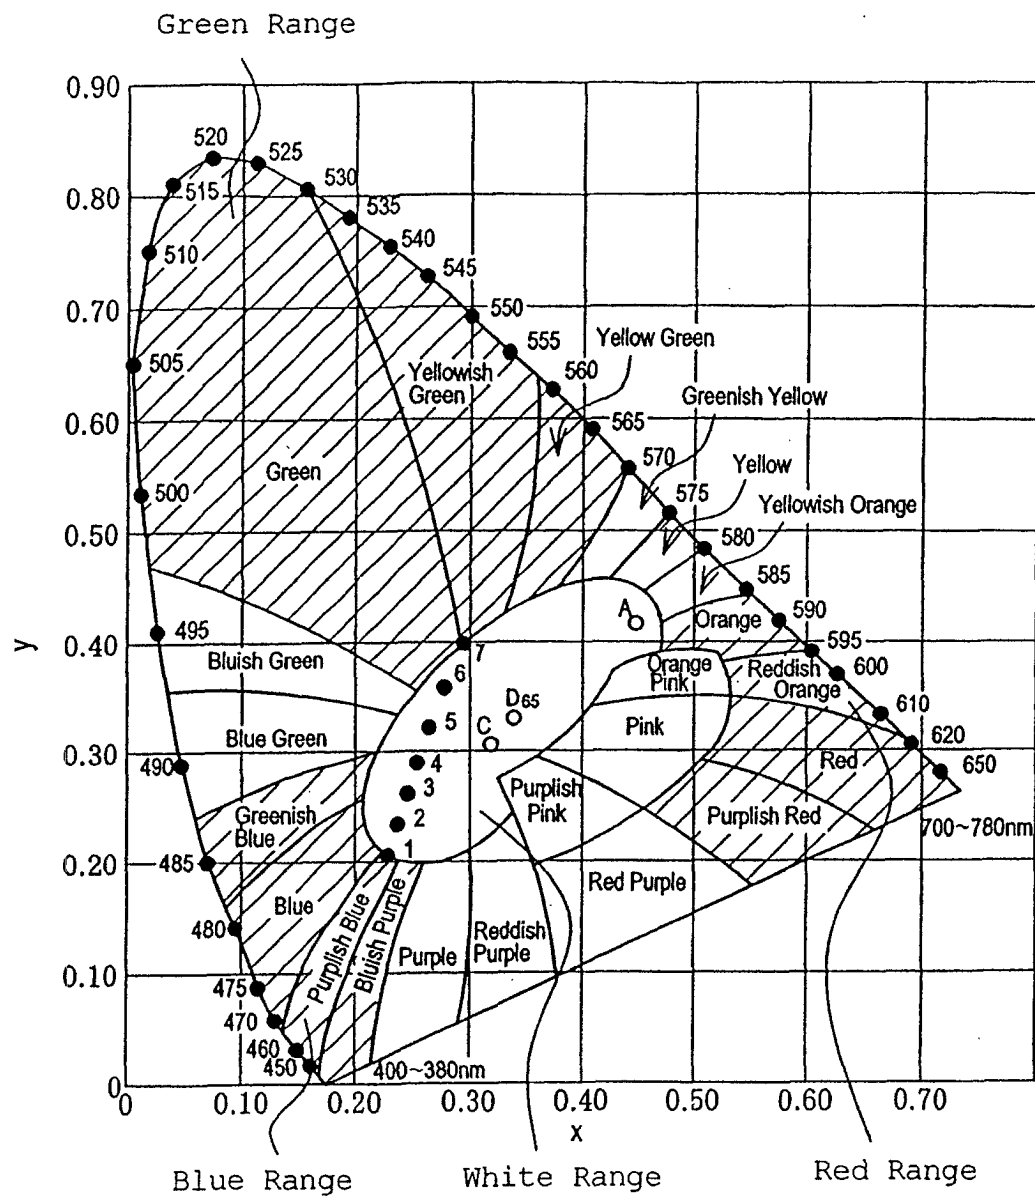 Green Range
0.90
520
525
530
515
0.80
535
540
510
545
0.70
550
Yellow Green
555
505
560
Yellowish
Green
Greenish Yellow
0.60
565
570
Yellow
Green
575
500
Yellowish Orange
0.50
580
585
A
590
495
Orange
0.40
7
595
Bluish Green
Orange
Pink
Reddish
Orange
600
y
6
D65
610
5
C
Pink
620
Blue Green
0.30
490
4
Red
650
3
Purplish
Pink
Greenish
Blue
2
Purplish Red
700~780nm
1
0.20
485
Red Purple
Blue
Purplish Blue
Bluish Purple
480
Purple
Reddish
Purple
0.10
475
470
460
450
400~380nm
0
0
0.10
0.20
0.30
0.40
0.50
0.60
0.70
x
Blue Range
White Range
Red Range